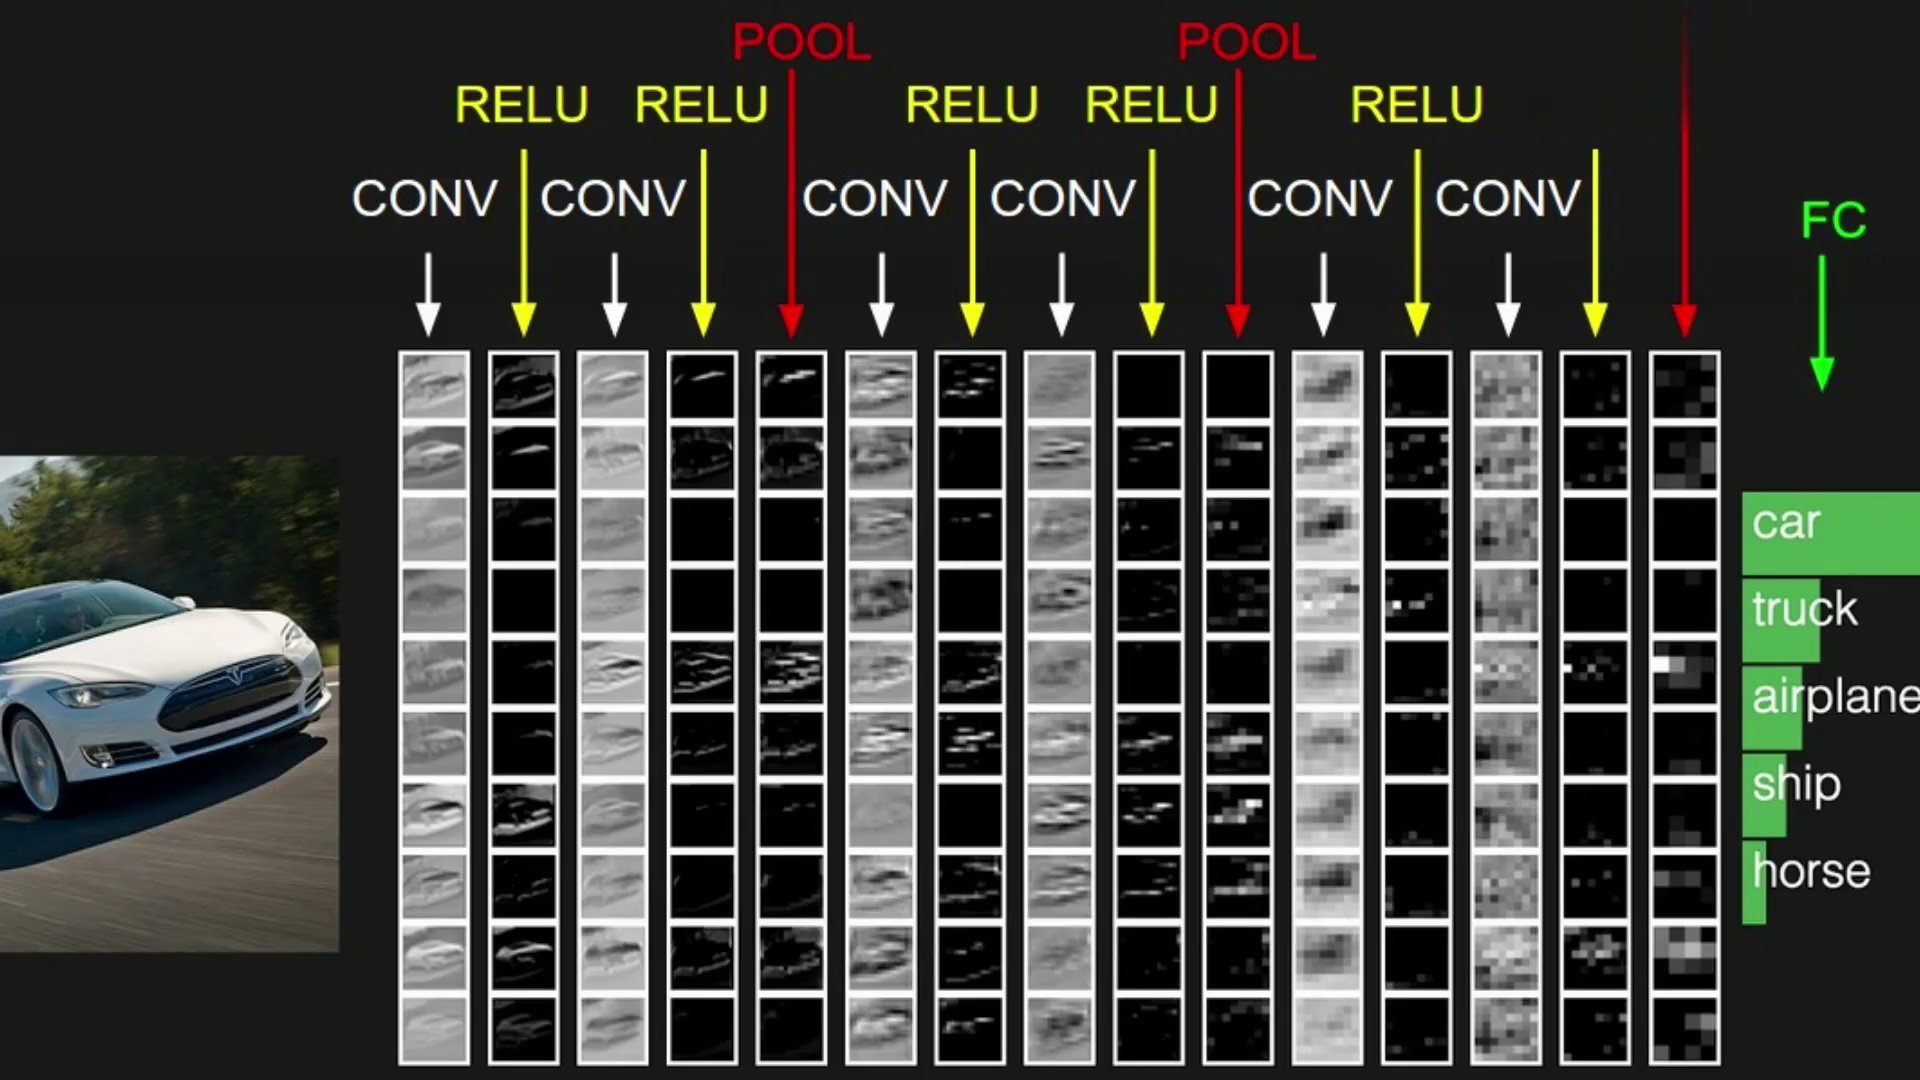 POOL POOL
RELU RELU RELU RELU RELU
CONV CONV CONV CONV CONV CONV
FC
car
truck
airplane
ship
horse